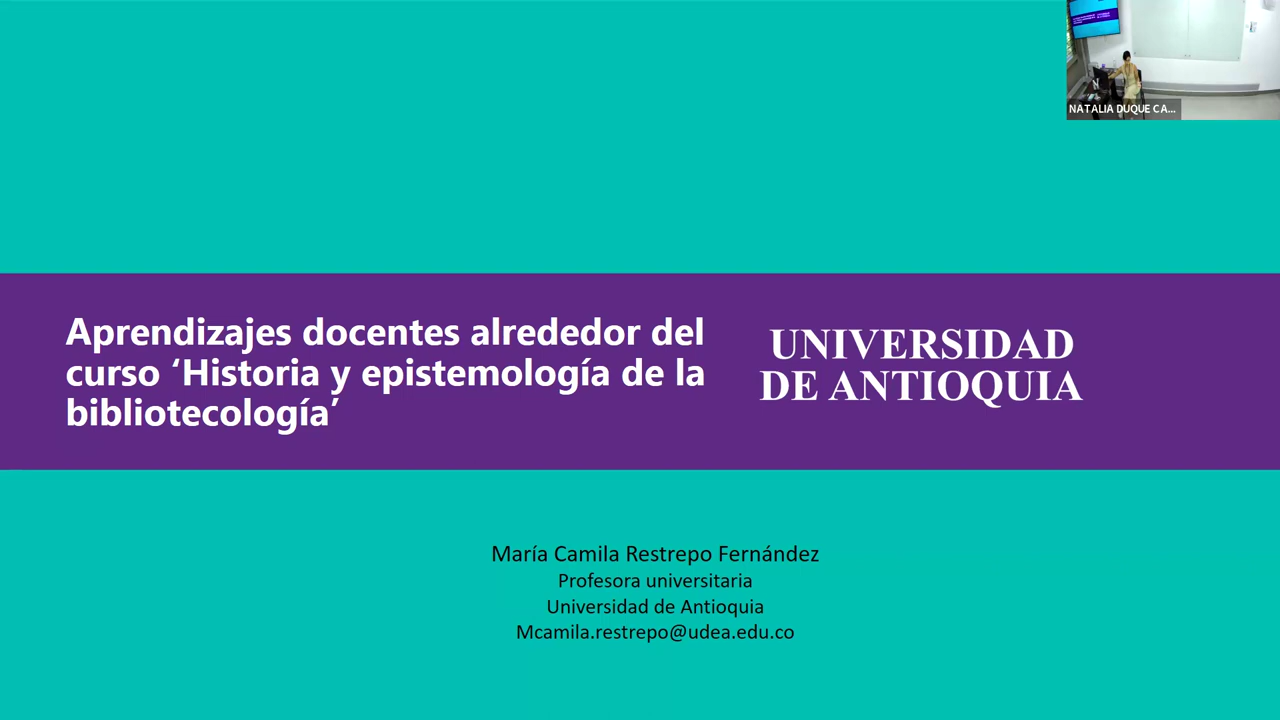 NATALIA DUQUE CA...
Aprendizajes docentes alrededor del
curso ‘Historia y epistemología de la
bibliotecología’
UNIVERSIDAD
DE ANTIOQUIA
María Camila Restrepo Fernández
Profesora universitaria
Universidad de Antioquia
Mcamila.restrepo@udea.edu.co